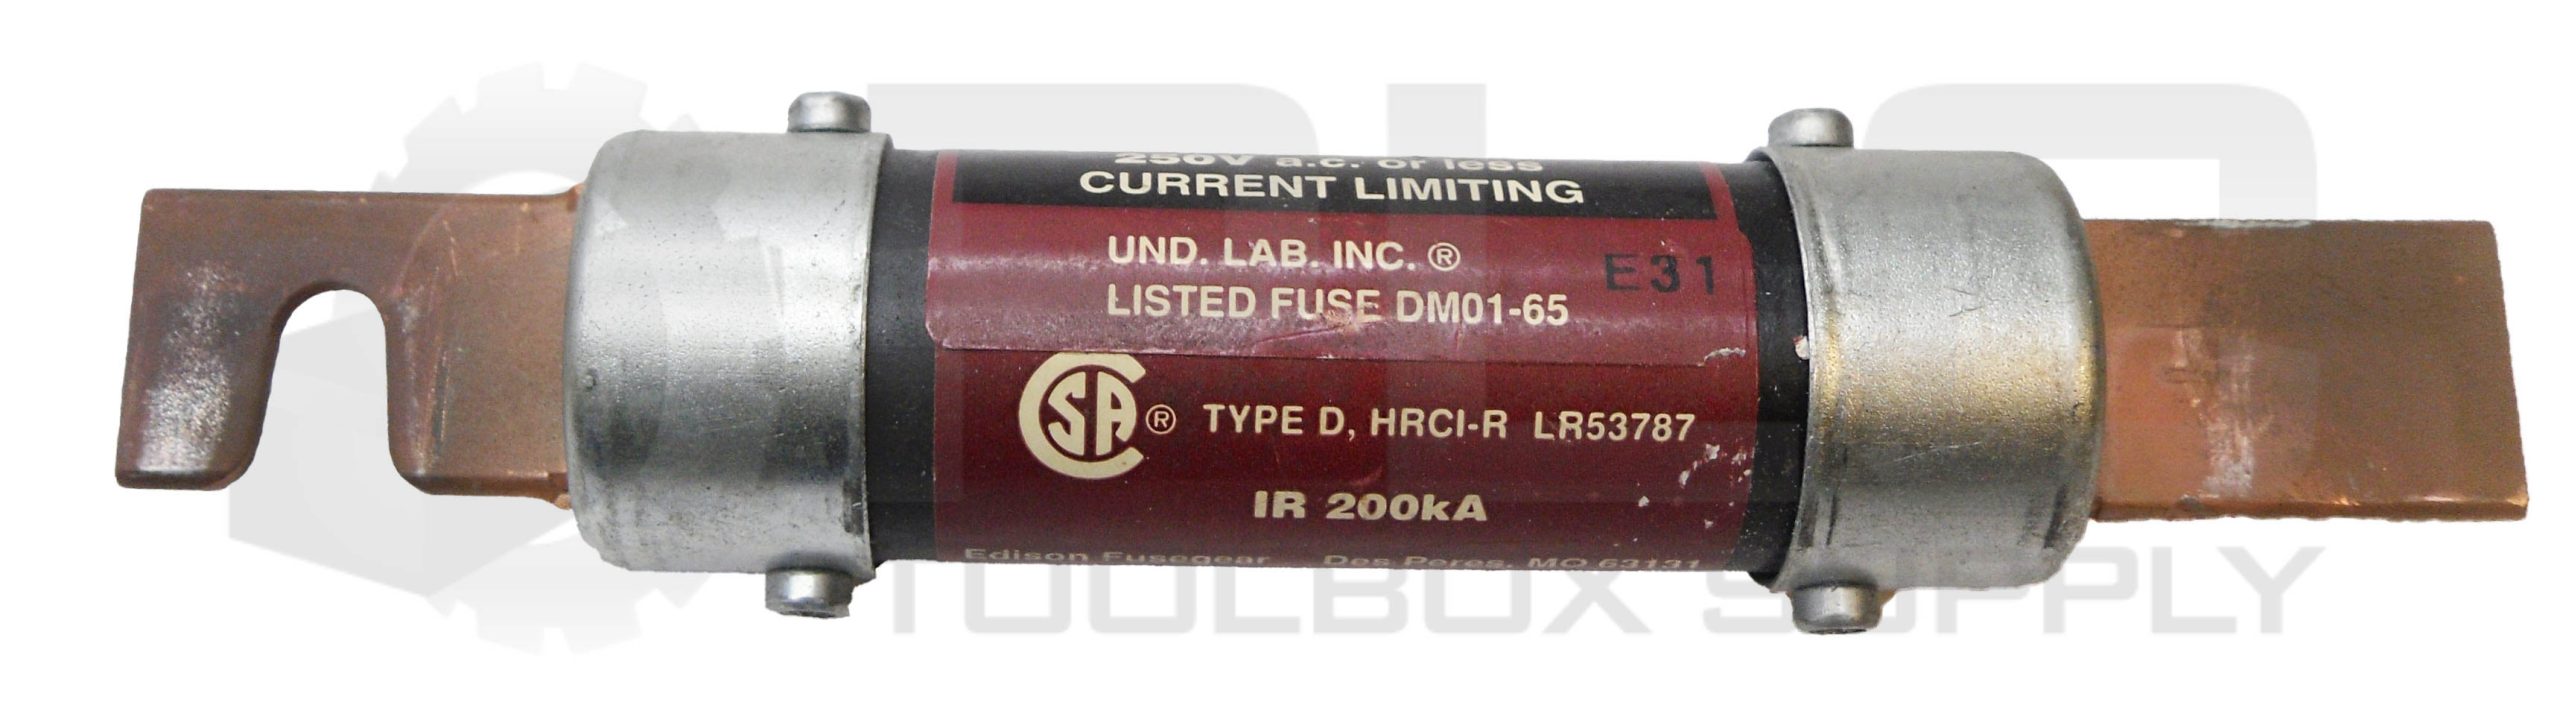 250V a.c. or less
CURRENT LIMITING
UND. LAB. INC. ®
LISTED FUSE DM01-65
E31
SA ® TYPE D, HRCI-R LR53787
IR 200kA
Edison Fusegear Des Peres, MO 63131
TOOLBOX SUPPLY